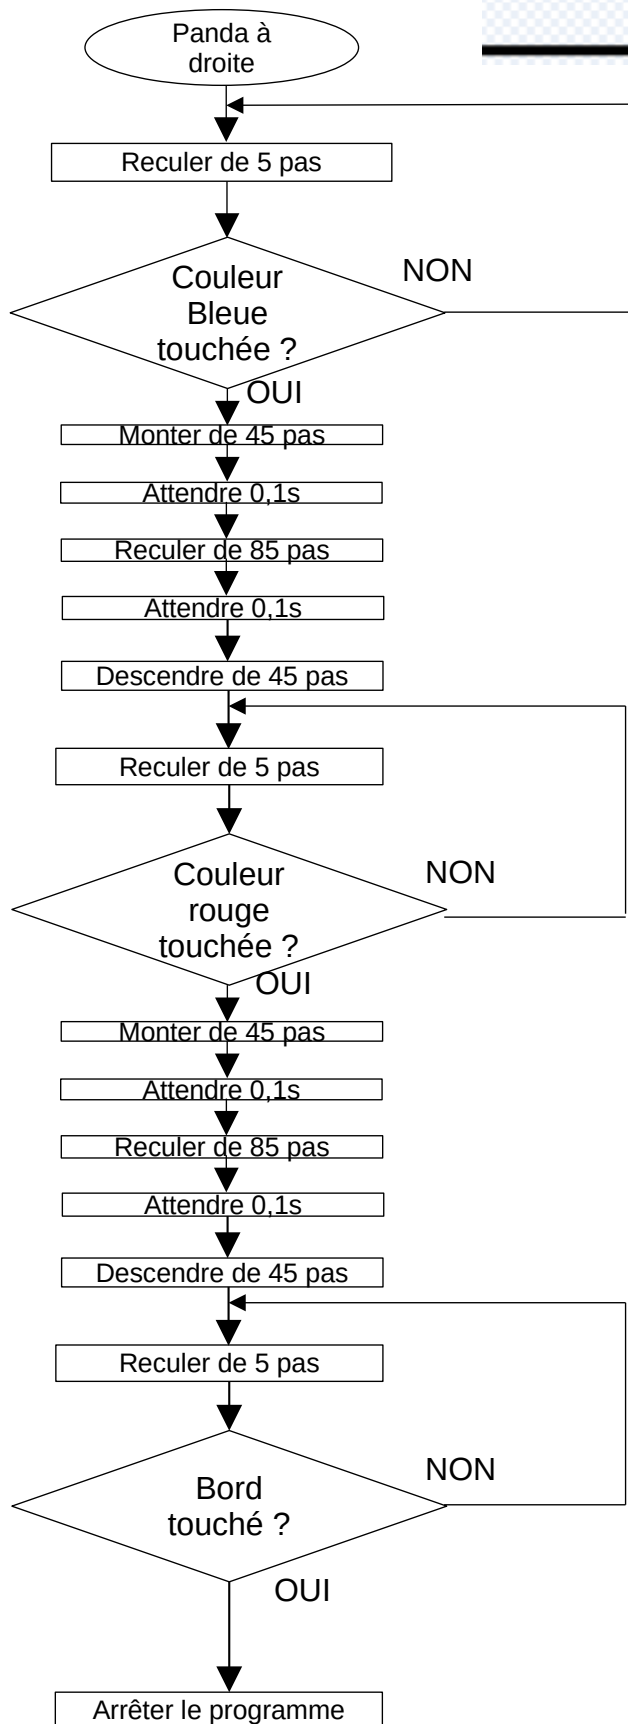 Panda à
droite
Reculer de 5 pas
Couleur
Bleue
touchée ?
NON
OUI
Monter de 45 pas
Attendre 0,1s
Reculer de 85 pas
Attendre 0,1s
Descendre de 45 pas
Reculer de 5 pas
Couleur
rouge
touchée ?
NON
OUI
Monter de 45 pas
Attendre 0,1s
Reculer de 85 pas
Attendre 0,1s
Descendre de 45 pas
Reculer de 5 pas
Bord
touché ?
NON
OUI
Arrêter le programme